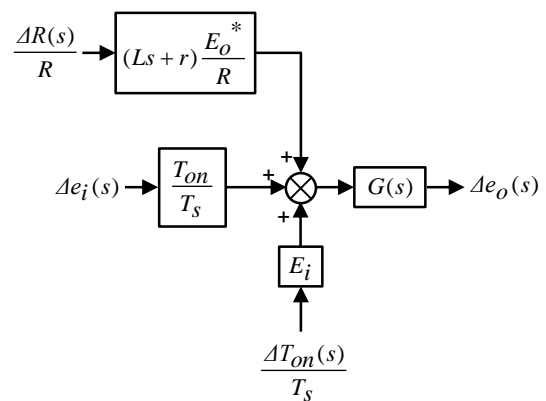 ΔR(s)
R
(Ls + r) E_o^* / R
+
Δe_i(s)
T_on
T_s
+
+
G(s)
Δe_o(s)
E_i
ΔT_on(s)
T_s